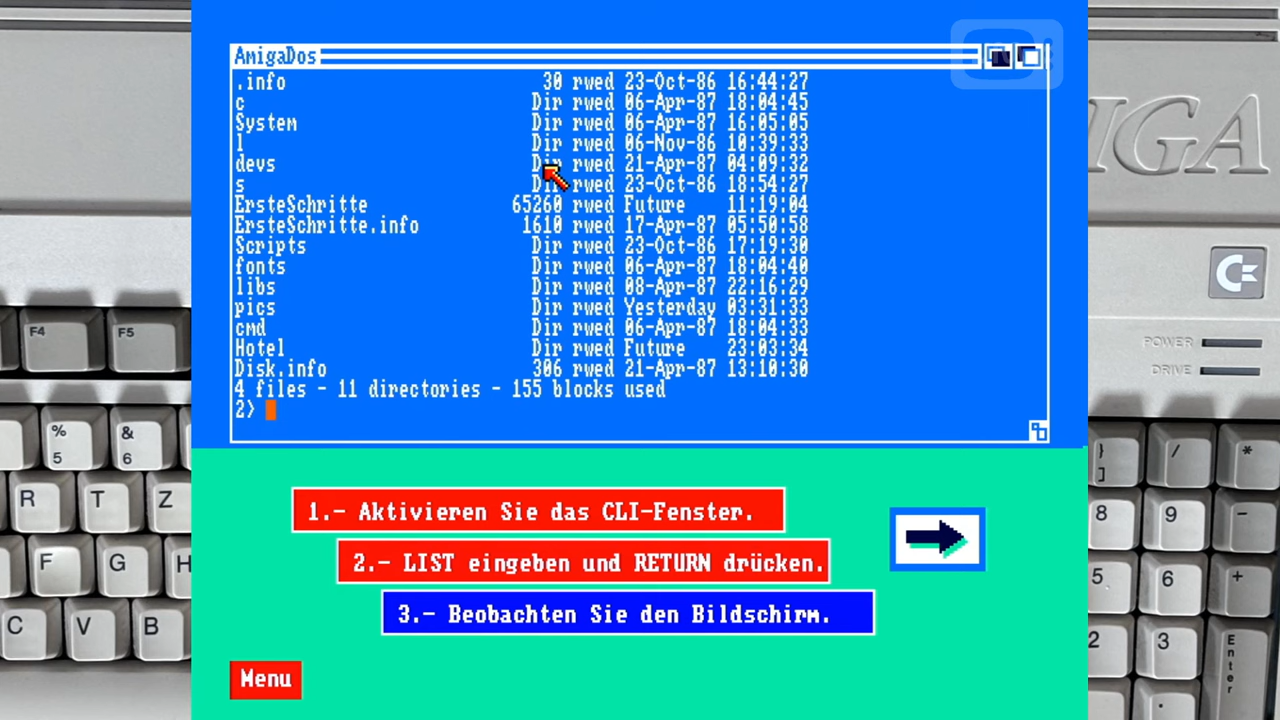 AmigaDos
.info 30 rwed 23-Oct-86 16:44:27
c Dir rwed 06-Apr-87 18:04:45
System Dir rwed 06-Apr-87 16:05:05
l Dir rwed 06-Nov-86 10:39:33
devs Dir rwed 21-Apr-87 04:09:32
s Dir rwed 23-Oct-86 18:54:27
ErsteSchritte 65260 rwed Future 11:19:04
ErsteSchritte.info 1610 rwed 17-Apr-87 05:50:58
Scripts Dir rwed 23-Oct-86 17:19:30
fonts Dir rwed 06-Apr-87 18:04:40
libs Dir rwed 08-Apr-87 22:16:29
pics Dir rwed Yesterday 03:31:33
cmd Dir rwed 06-Apr-87 18:04:33
Hotel Dir rwed Future 23:03:34
Disk.info 306 rwed 21-Apr-87 13:10:30
4 files - 11 directories - 155 blocks used
2>
1.- Aktivieren Sie das CLI-Fenster.
2.- LIST eingeben und RETURN drücken.
3.- Beobachten Sie den Bildschirm.
Menu
F4 F5
% 5 & 6
R T Z
F G H
C V B
IGA
POWER
DRIVE
} ] / *
8 9 -
5 6 +
2 3 Enter
.